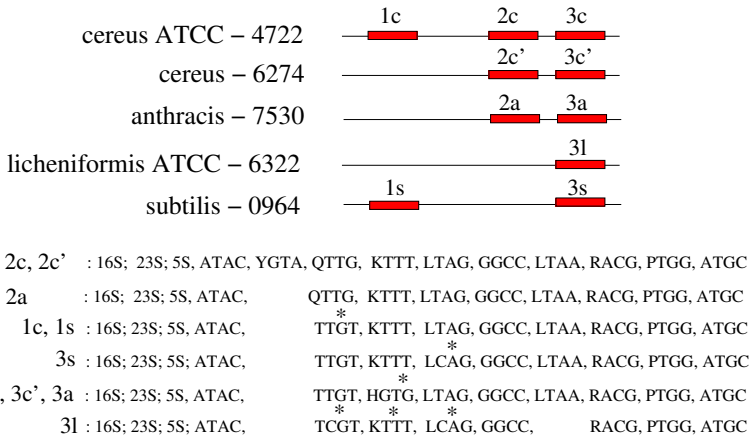 1c 2c 3c
cereus ATCC – 4722
2c’ 3c’
cereus – 6274
2a 3a
anthracis – 7530
3l
licheniformis ATCC – 6322
1s 3s
subtilis – 0964
2c, 2c’ : 16S; 23S; 5S, ATAC, YGTA, QTTG, KTTT, LTAG, GGCC, LTAA, RACG, PTGG, ATGC
2a : 16S; 23S; 5S, ATAC, QTTG, KTTT, LTAG, GGCC, LTAA, RACG, PTGG, ATGC
*
1c, 1s : 16S; 23S; 5S, ATAC, TTGT, KTTT, LTAG, GGCC, LTAA, RACG, PTGG, ATGC
*
3s : 16S; 23S; 5S, ATAC, TTGT, KTTT, LCAG, GGCC, LTAA, RACG, PTGG, ATGC
*
, 3c’, 3a : 16S; 23S; 5S, ATAC, TTGT, HGTG, LTAG, GGCC, LTAA, RACG, PTGG, ATGC
* * *
3l : 16S; 23S; 5S, ATAC, TCGT, KTTT, LCAG, GGCC, RACG, PTGG, ATGC